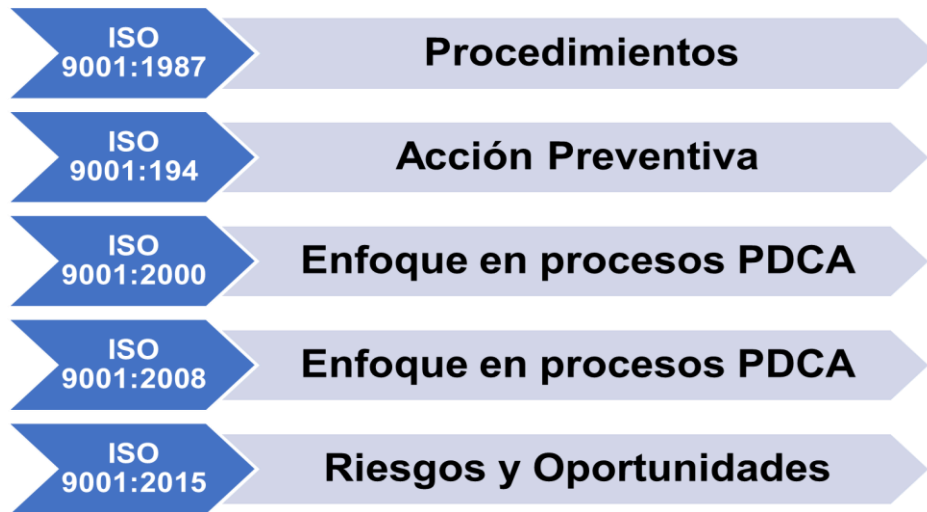 ISO
9001:1987
Procedimientos
ISO
9001:194
Acción Preventiva
ISO
9001:2000
Enfoque en procesos PDCA
ISO
9001:2008
Enfoque en procesos PDCA
ISO
9001:2015
Riesgos y Oportunidades